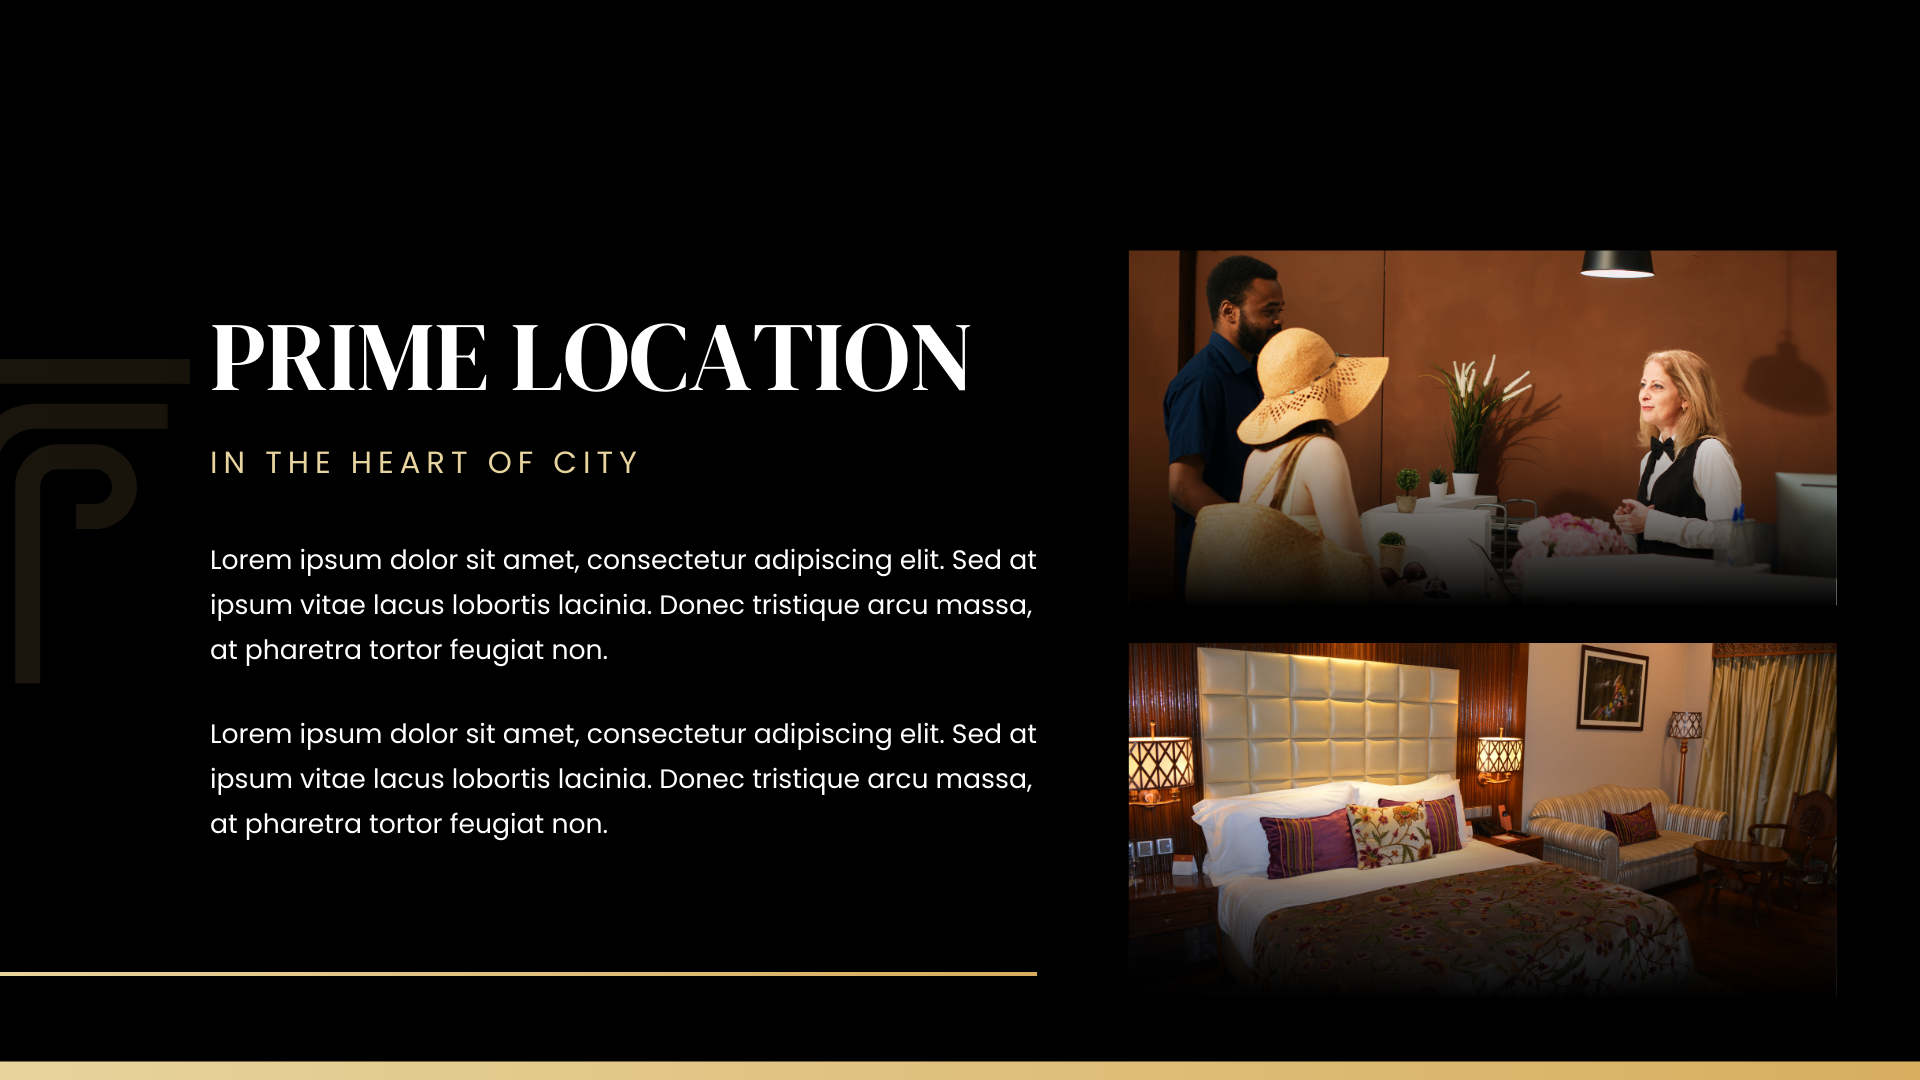 PRIME LOCATION
IN THE HEART OF CITY
Lorem ipsum dolor sit amet, consectetur adipiscing elit. Sed at
ipsum vitae lacus lobortis lacinia. Donec tristique arcu massa,
at pharetra tortor feugiat non.
Lorem ipsum dolor sit amet, consectetur adipiscing elit. Sed at
ipsum vitae lacus lobortis lacinia. Donec tristique arcu massa,
at pharetra tortor feugiat non.